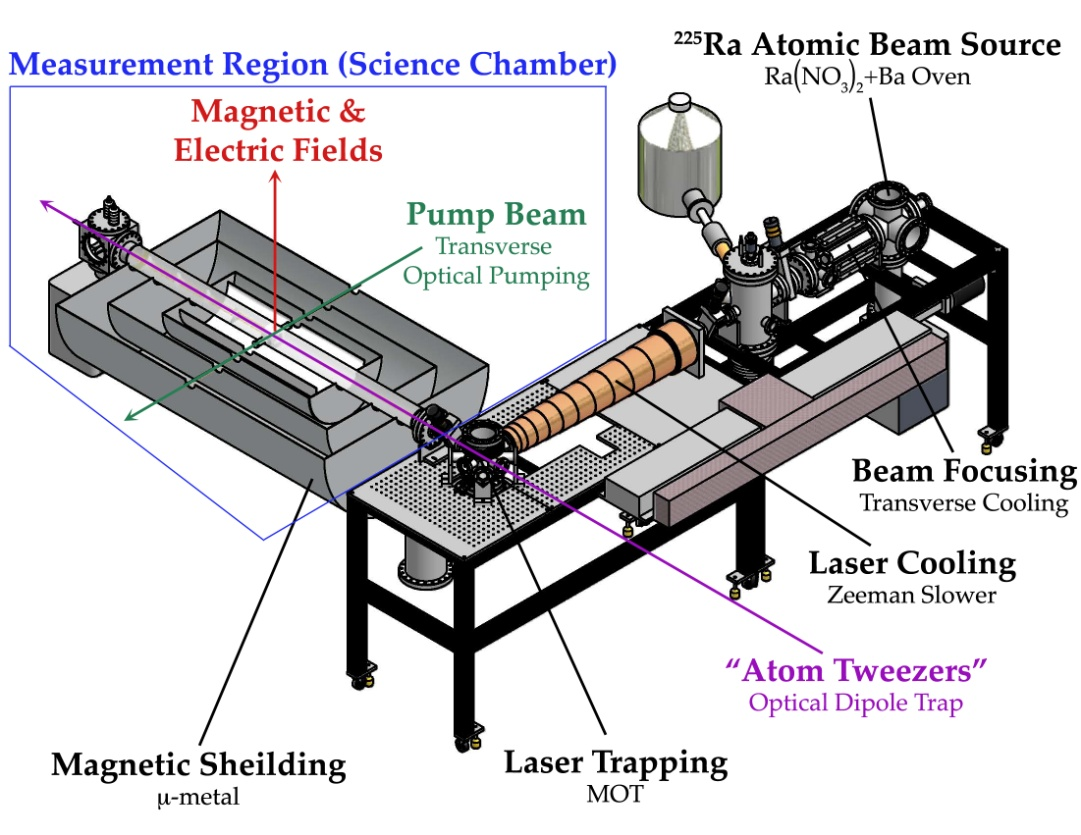 ²²⁵Ra Atomic Beam Source
Ra(NO₃)₂+Ba Oven
Measurement Region (Science Chamber)
Magnetic &
Electric Fields
Pump Beam
Transverse
Optical Pumping
Beam Focusing
Transverse Cooling
Laser Cooling
Zeeman Slower
“Atom Tweezers”
Optical Dipole Trap
Magnetic Sheilding
μ-metal
Laser Trapping
MOT